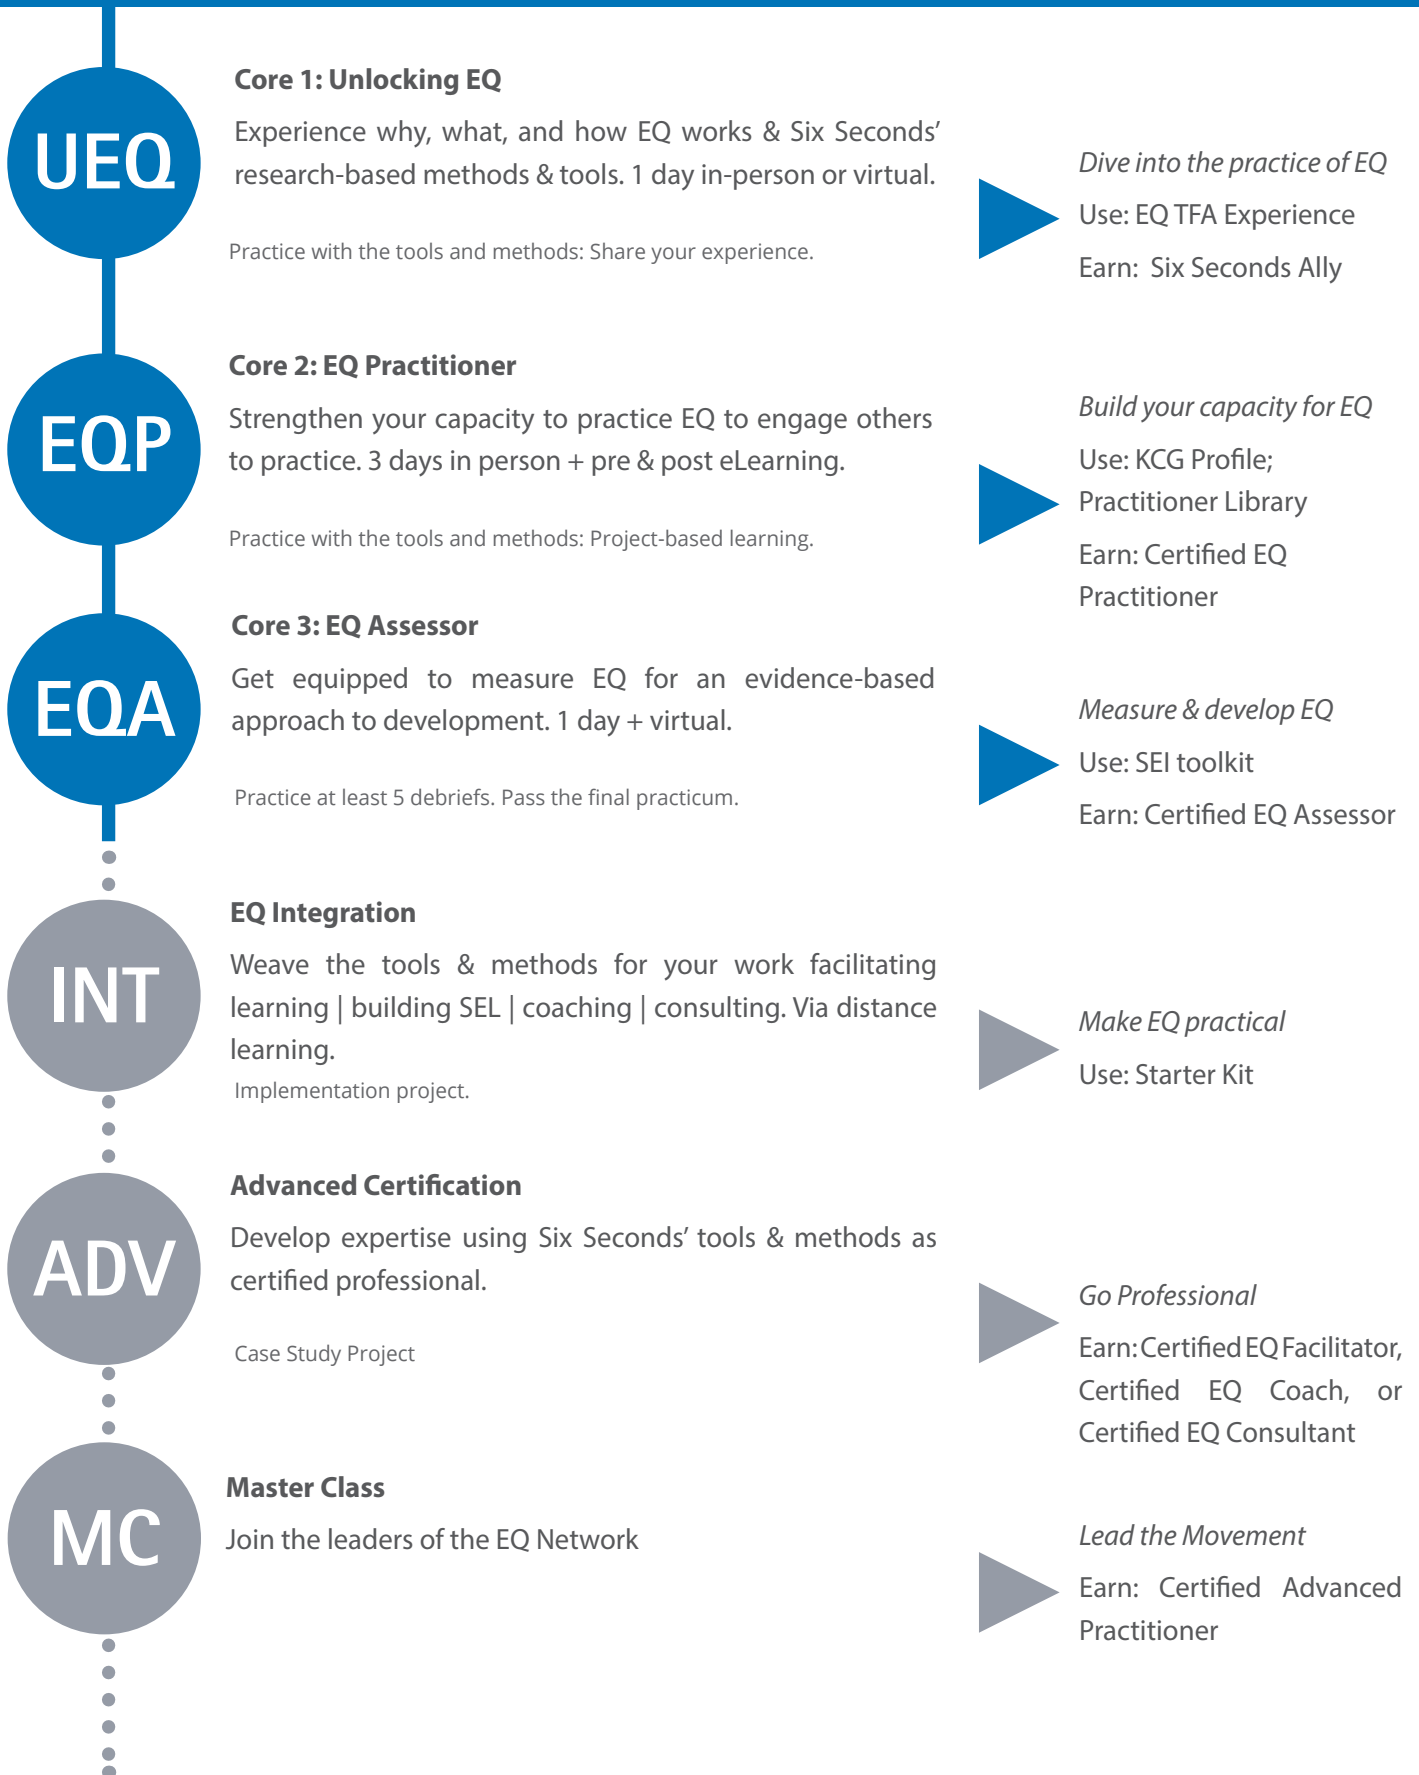 UEQ
Core 1: Unlocking EQ
Experience why, what, and how EQ works & Six Seconds’
research-based methods & tools. 1 day in-person or virtual.
Practice with the tools and methods: Share your experience.
Dive into the practice of EQ
Use: EQ TFA Experience
Earn: Six Seconds Ally
EQP
Core 2: EQ Practitioner
Strengthen your capacity to practice EQ to engage others
to practice. 3 days in person + pre & post eLearning.
Practice with the tools and methods: Project-based learning.
Build your capacity for EQ
Use: KCG Profile;
Practitioner Library
Earn: Certified EQ
Practitioner
EQA
Core 3: EQ Assessor
Get equipped to measure EQ for an evidence-based
approach to development. 1 day + virtual.
Practice at least 5 debriefs. Pass the final practicum.
Measure & develop EQ
Use: SEI toolkit
Earn: Certified EQ Assessor
INT
EQ Integration
Weave the tools & methods for your work facilitating
learning | building SEL | coaching | consulting. Via distance
learning.
Implementation project.
Make EQ practical
Use: Starter Kit
ADV
Advanced Certification
Develop expertise using Six Seconds’ tools & methods as
certified professional.
Case Study Project
Go Professional
Earn: Certified EQ Facilitator,
Certified EQ Coach, or
Certified EQ Consultant
MC
Master Class
Join the leaders of the EQ Network
Lead the Movement
Earn: Certified Advanced
Practitioner